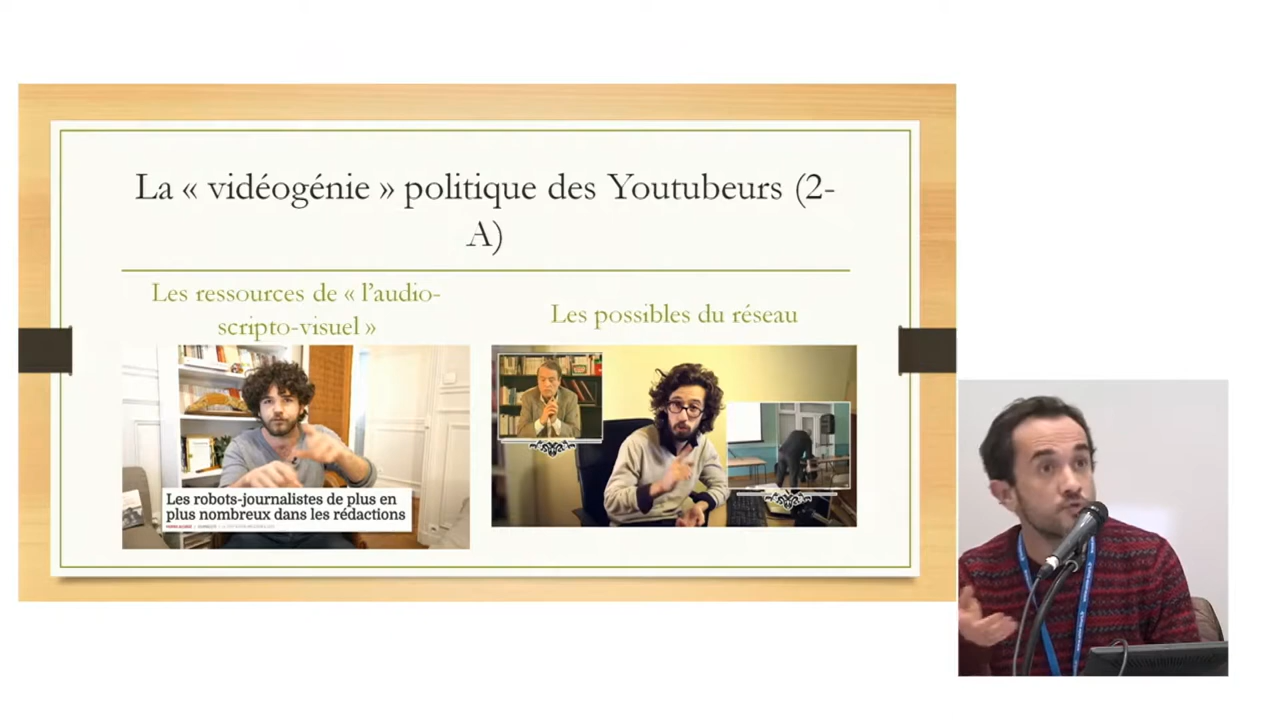 La « vidéogénie » politique des Youtubeurs (2-
A)
Les ressources de « l’audio-
scripto-visuel »
Les possibles du réseau
Les robots-journalistes de plus en
plus nombreux dans les rédactions